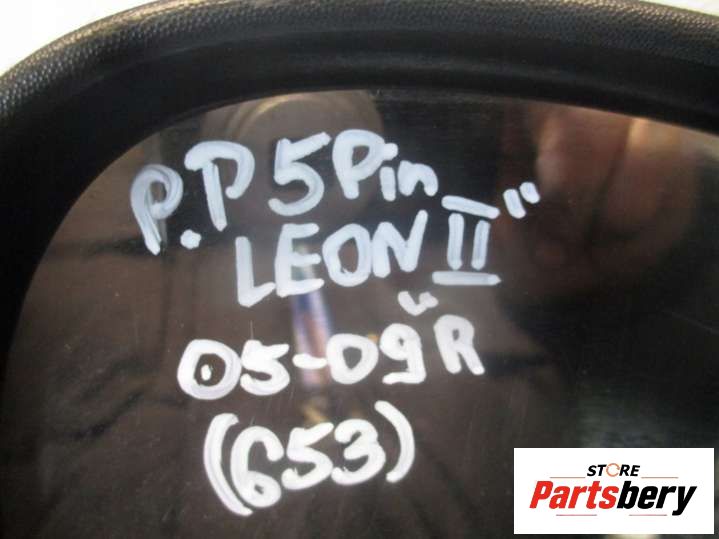 P.P 5Pin
LEON II"
05-09"R
(653)
STORE
Partsbery